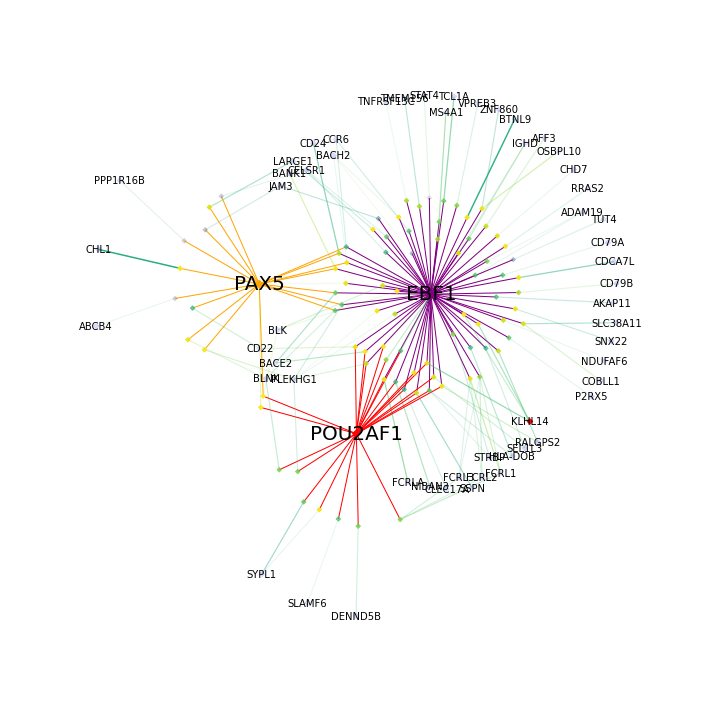 STAT4
TCL1A
TNFRSF13C
TMEM156
VPREB3
MS4A1
ZNF860
BTNL9
CD24
CCR6
IGHD
AFF3
BACH2
OSBPL10
LARGE1
CELSR1
BANK1
CHD7
PPP1R16B
JAM3
RRAS2
ADAM19
TUT4
CHL1
CD79A
CDCA7L
PAX5
EBF1
CD79B
AKAP11
ABCB4
SLC38A11
BLK
SNX22
CD22
NDUFAF6
BACE2
BLNK
PLEKHG1
COBLL1
P2RX5
KLHL14
POU2AF1
RALGPS2
SEL1L3
STRBP
HLA-DOB
FCRL1
FCRL3
FCRL2
FCRLA
NIBAN3
CLEC17A
SSPN
SYPL1
SLAMF6
DENND5B